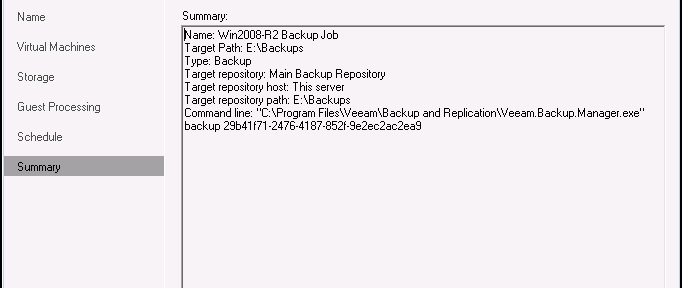 Name
Virtual Machines
Storage
Guest Processing
Schedule
Summary
Summary:
Name: Win2008-R2 Backup Job
Target Path: E:\Backups
Type: Backup
Target repository: Main Backup Repository
Target repository host: This server
Target repository path: E:\Backups
Command line: "C:\Program Files\Veeam\Backup and Replication\Veeam.Backup.Manager.exe"
backup 29b41f71-2476-4187-852f-9e2ec2ac2ea9